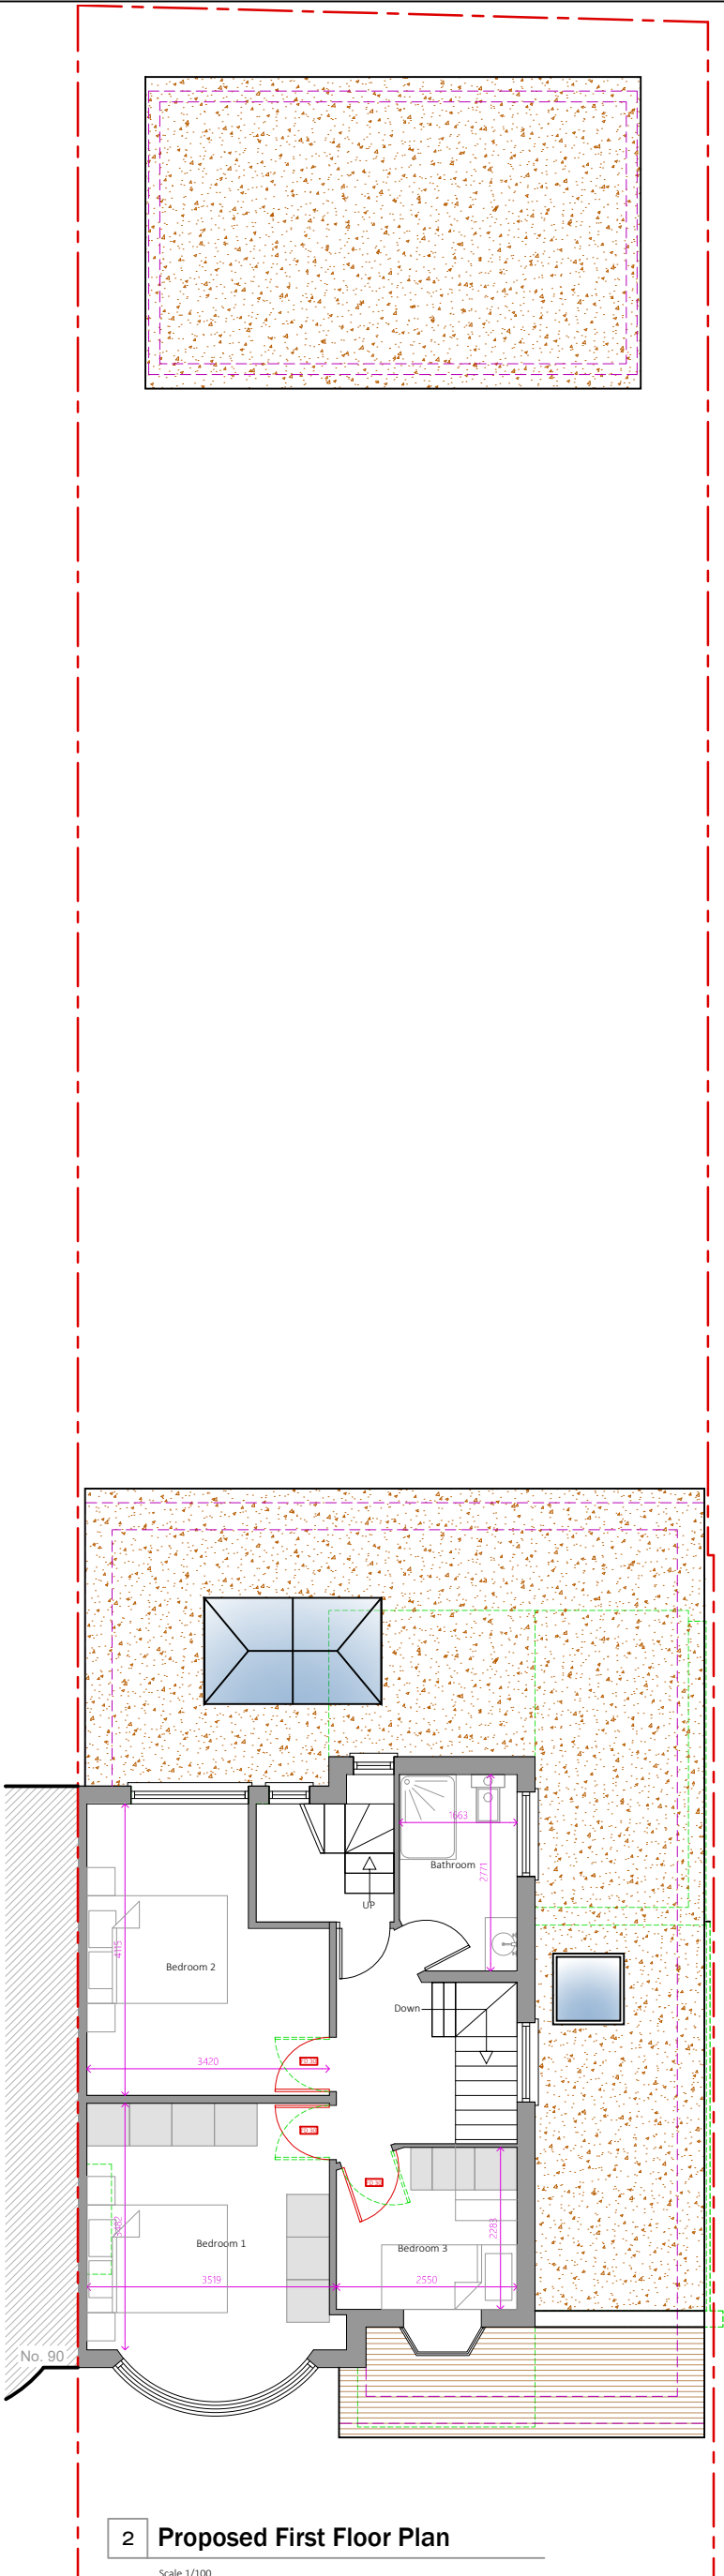 1663
Bathroom
2771
UP
4115
Bedroom 2
Down
3420
3482
Bedroom 1
2283
Bedroom 3
3519
2550
No. 90
2 Proposed First Floor Plan
Scale 1/100